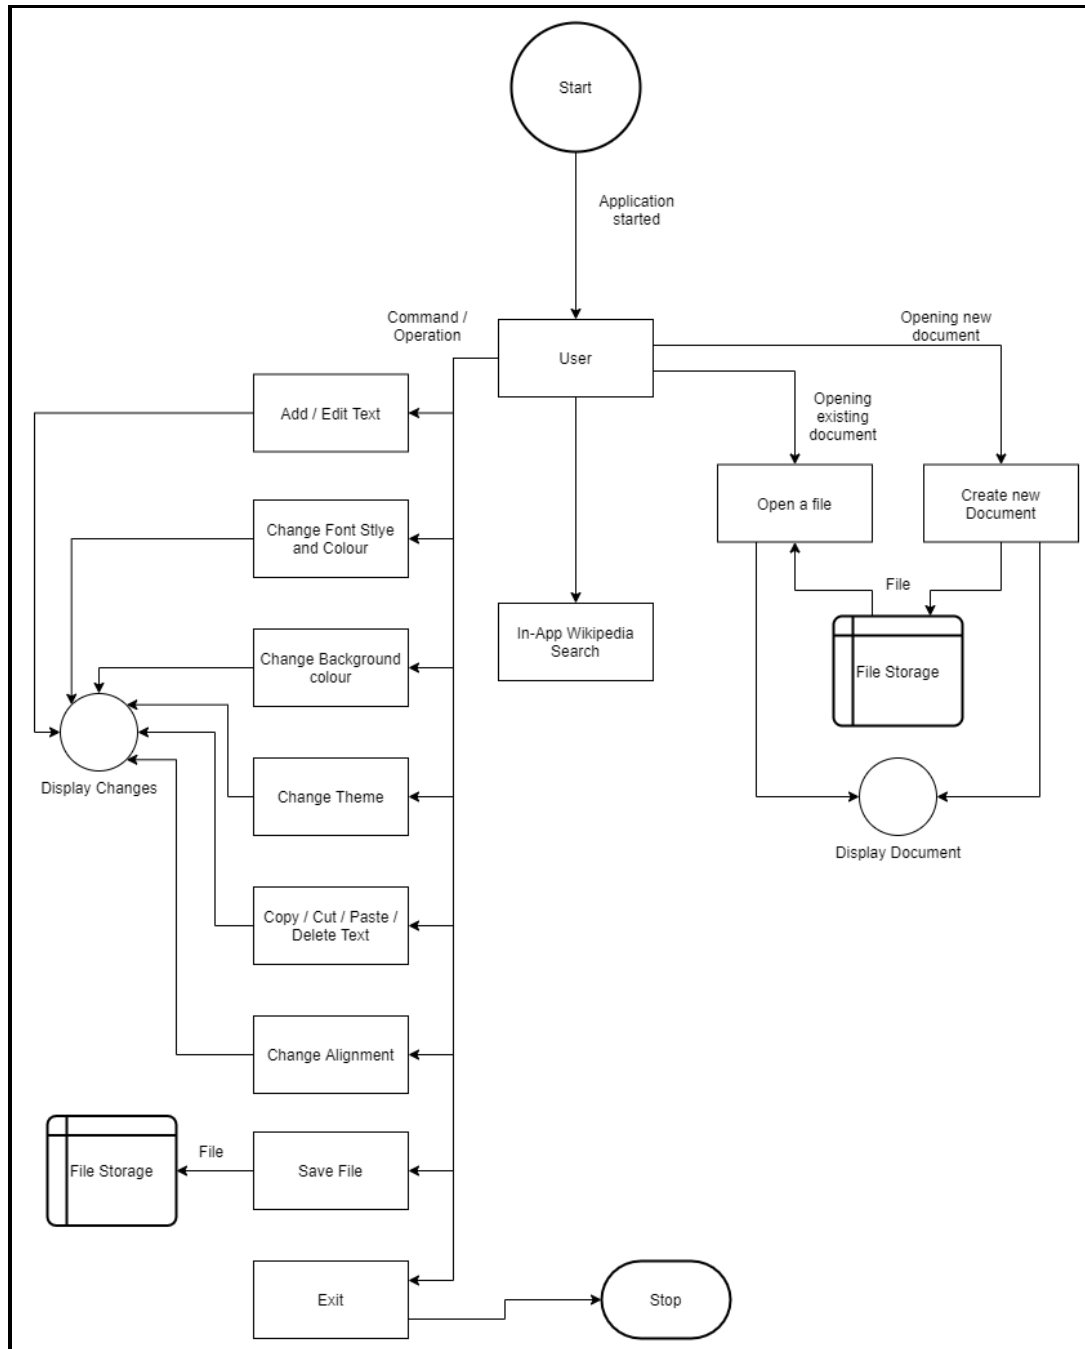 Start
Application
started
Command /
Operation
User
Opening new
document
Opening
existing
document
Add / Edit Text
Open a file
Create new
Document
Change Font Stlye
and Colour
File
In-App Wikipedia
Search
Change Background
colour
File Storage
Display Changes
Change Theme
Display Document
Copy / Cut / Paste /
Delete Text
Change Alignment
File Storage
File
Save File
Exit
Stop